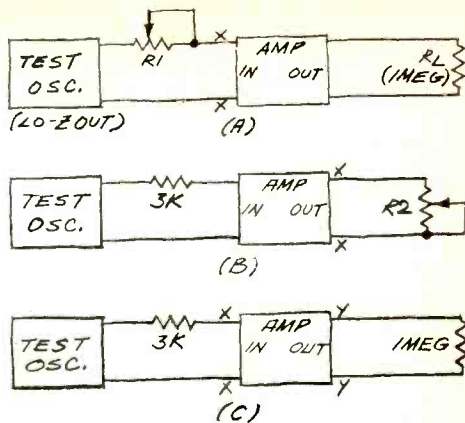 X
R1
TEST
OSC.
AMP
IN OUT
RL
(1MEG)
X
(LO-Z OUT)
(A)
X
TEST
OSC.
3K
AMP
IN OUT
R2
X
(B)
TEST
OSC.
3K
X
AMP
IN OUT
Y
1MEG
X
Y
(C)